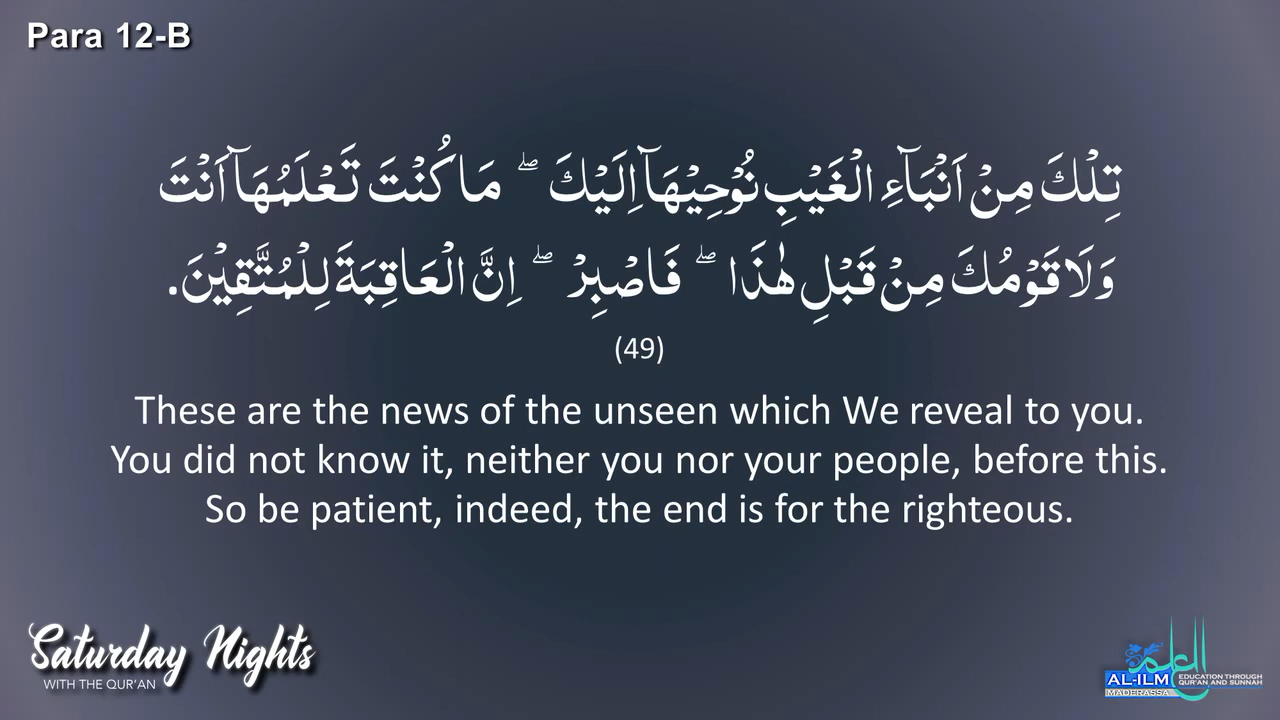 Para 12-B
تِلْكَ مِنْ اَنْۢبَآءِ الْغَيْبِ نُوْحِيْهَآ اِلَيْكَ ۖ مَا كُنْتَ تَعْلَمُهَآ اَنْتَ
وَلَا قَوْمُكَ مِنْ قَبْلِ هٰذَا ۖ فَاصْبِرْ ۖ اِنَّ الْعَاقِبَةَ لِلْمُتَّقِيْنَ.
(49)
These are the news of the unseen which We reveal to you.
You did not know it, neither you nor your people, before this.
So be patient, indeed, the end is for the righteous.
Saturday Nights
WITH THE QUR'AN
العلم
AL-ILM
MADERASSA
EDUCATION THROUGH
QUR'AN AND SUNNAH